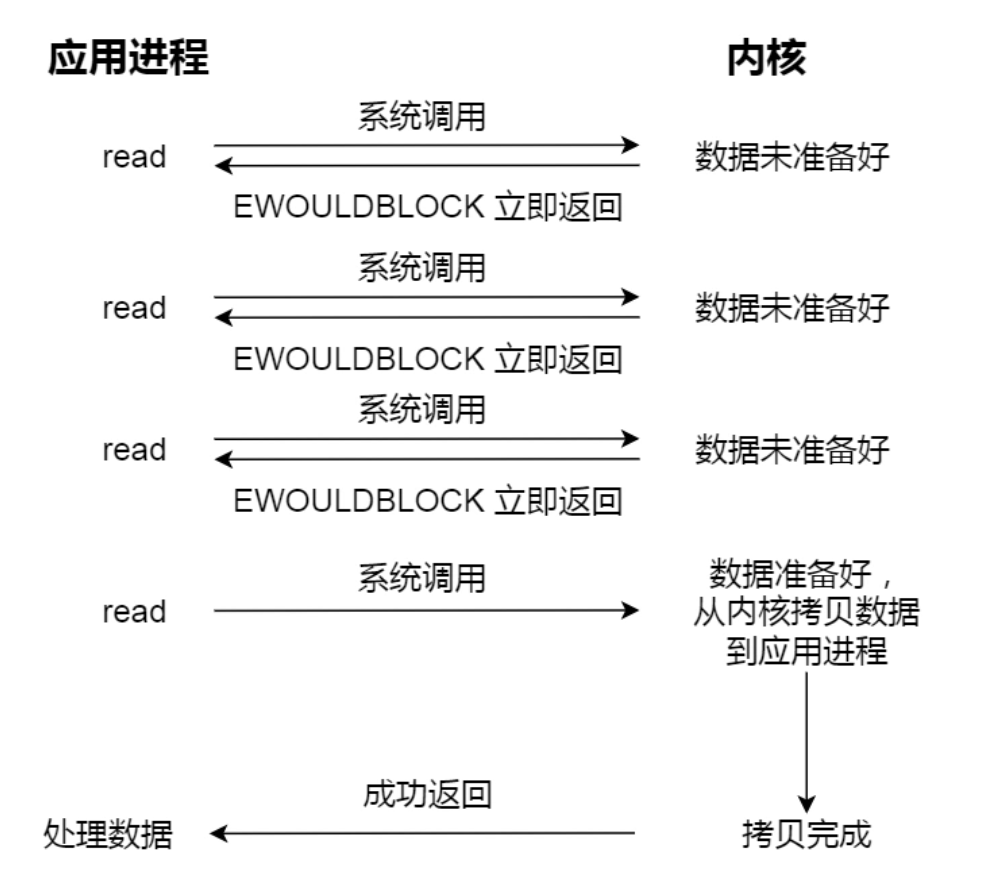 应用进程
内核
系统调用
read
数据未准备好
EWOULDBLOCK 立即返回
系统调用
read
数据未准备好
EWOULDBLOCK 立即返回
系统调用
read
数据未准备好
EWOULDBLOCK 立即返回
系统调用
read
数据准备好，
从内核拷贝数据
到应用进程
成功返回
处理数据
拷贝完成